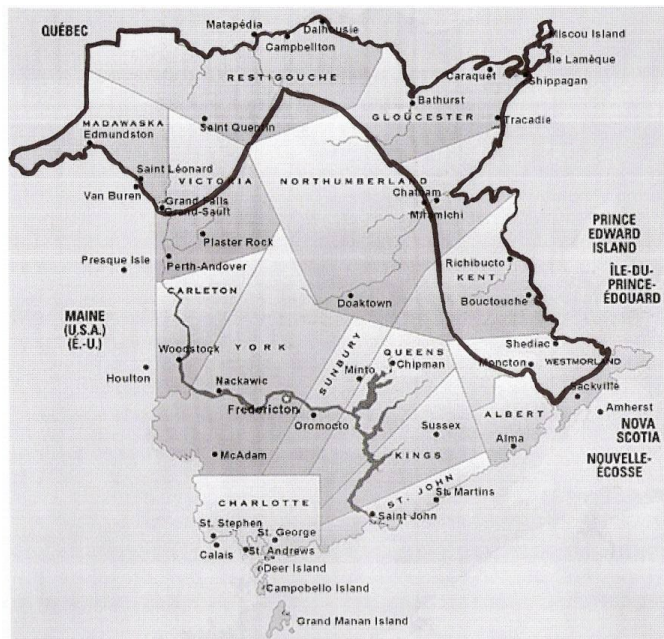 QUÉBEC
Matapédia
Dalhousie
Campbellton
RESTIGOUCHE
Miscou Island
Île Lamèque
Caraquet
Shippagan
Bathurst
GLOUCESTER
Tracadie
MADAWASKA
Edmundston
Saint Quentin
Saint Léonard
Van Buren
VICTORIA
NORTHUMBERLAND
Chatham
Miramichi
Grand Falls
Grand-Sault
Plaster Rock
Presque Isle
Perth-Andover
CARLETON
PRINCE
EDWARD
ISLAND
ÎLE-DU-
PRINCE-
ÉDOUARD
Richibucto
KENT
Bouctouche
Doaktown
MAINE
(U.S.A.)
(É.-U.)
Woodstock
YORK
SUNBURY
QUEENS
Minto
Chipman
Shediac
Moncton
WESTMORLAND
Houlton
Nackawic
Fredericton
Oromocto
Sackville
ALBERT
Amherst
NOVA
SCOTIA
NOUVELLE-
ÉCOSSE
Sussex
Alma
McAdam
KINGS
CHARLOTTE
ST. JOHN
St. Martins
Saint John
St. Stephen
St. George
Calais
St. Andrews
Deer Island
Campobello Island
Grand Manan Island